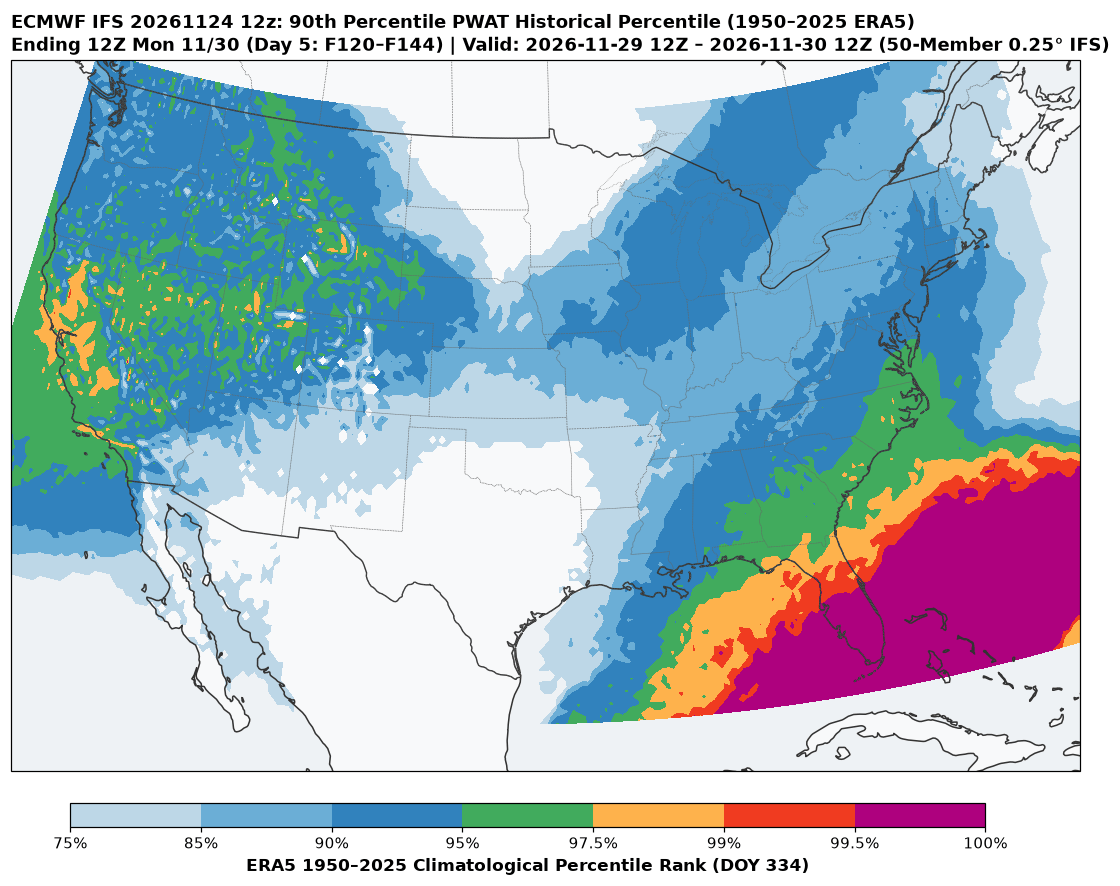 ECMWF IFS 20261124 12z: 90th Percentile PWAT Historical Percentile (1950–2025 ERA5)
Ending 12Z Mon 11/30 (Day 5: F120–F144) | Valid: 2026-11-29 12Z – 2026-11-30 12Z (50-Member 0.25° IFS)
75% 85% 90% 95% 97.5% 99% 99.5% 100%
ERA5 1950–2025 Climatological Percentile Rank (DOY 334)